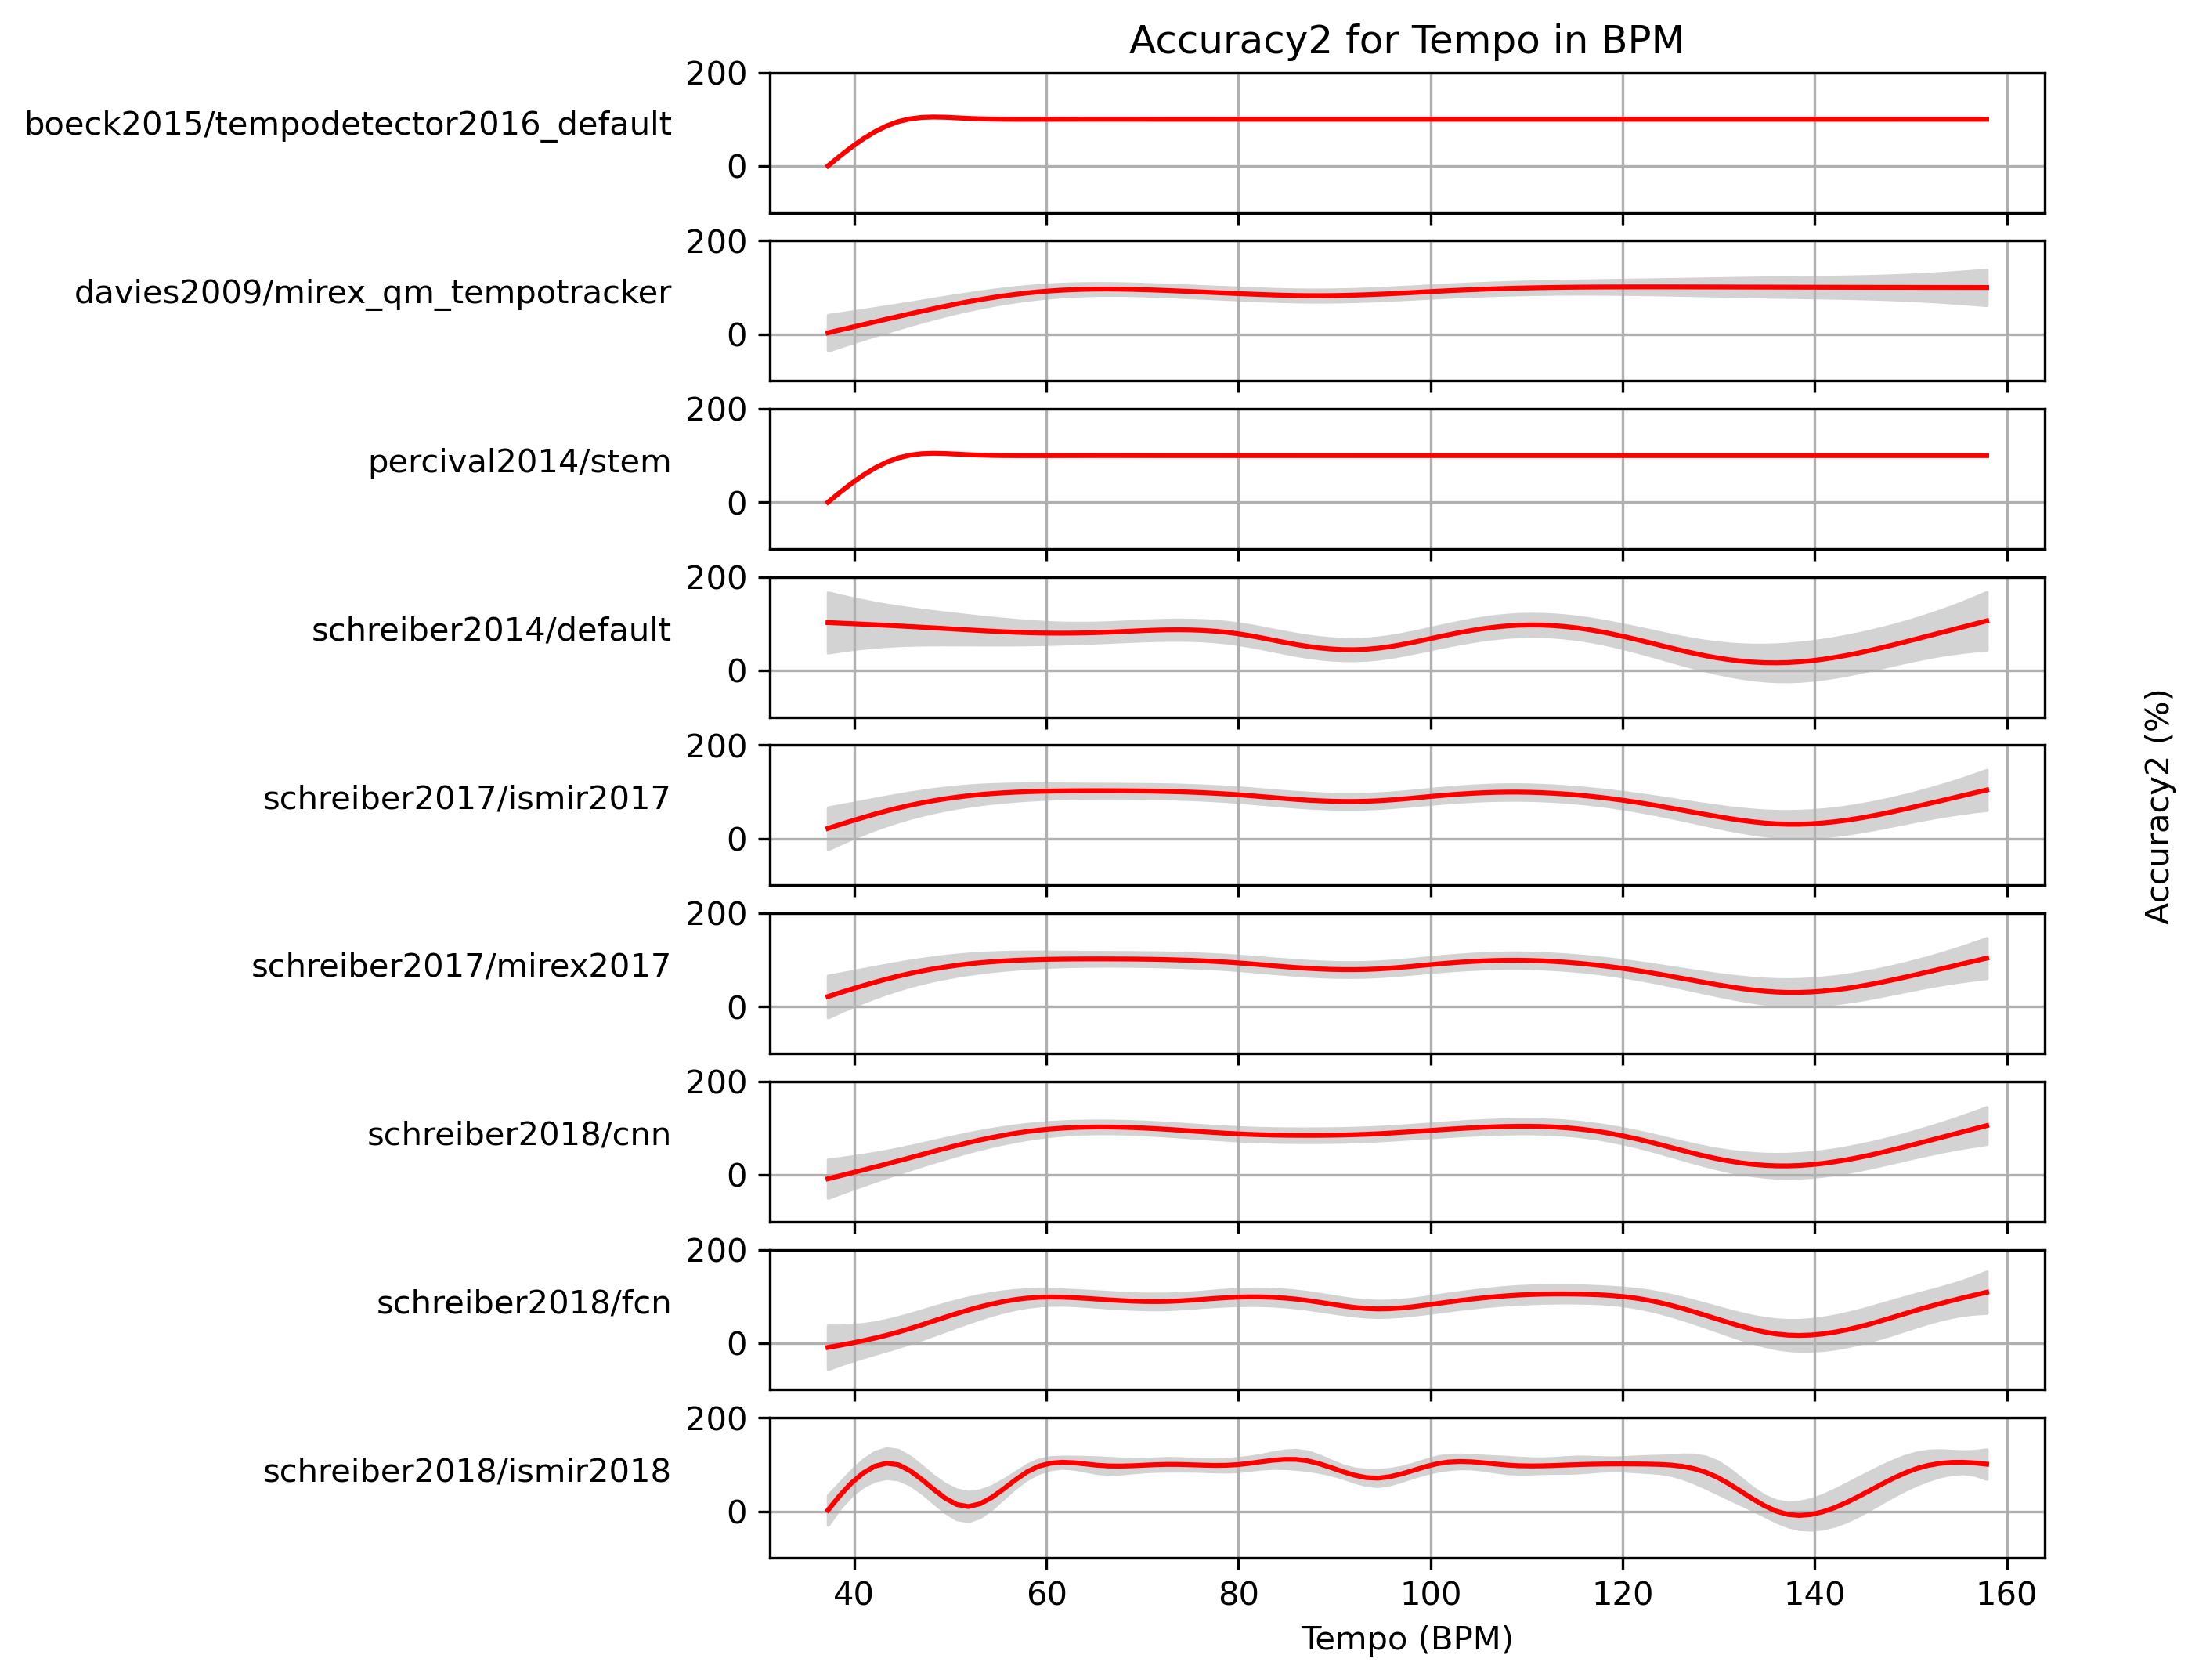 Accuracy2 for Tempo in BPM
200
boeck2015/tempodetector2016_default
0
200
davies2009/mirex_qm_tempotracker
0
200
percival2014/stem
0
200
schreiber2014/default
0
200
schreiber2017/ismir2017
0
200
schreiber2017/mirex2017
0
200
schreiber2018/cnn
0
200
schreiber2018/fcn
0
200
schreiber2018/ismir2018
0
40 60 80 100 120 140 160
Tempo (BPM)
Accuracy2 (%)